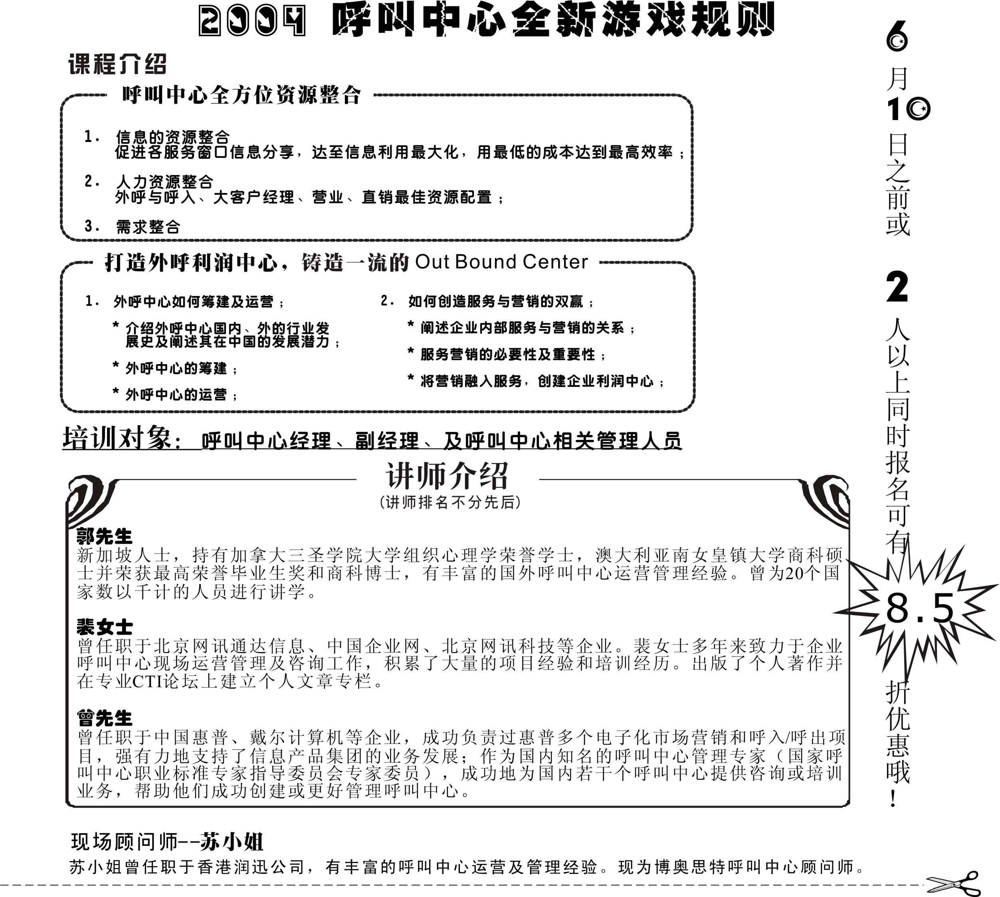 2004 呼叫中心全新游戏规则
课程介绍
呼叫中心全方位资源整合
1. 信息的资源整合
促进各服务窗口信息分享，达至信息利用最大化，用最低的成本达到最高效率；
2. 人力资源整合
外呼与呼入、大客户经理、营业、直销最佳资源配置；
3. 需求整合
打造外呼利润中心，铸造一流的 Out Bound Center
1. 外呼中心如何筹建及运营；
* 介绍外呼中心国内、外的行业发
展史及阐述其在中国的发展潜力；
* 外呼中心的筹建；
* 外呼中心的运营；
2. 如何创造服务与营销的双赢；
* 阐述企业内部服务与营销的关系；
* 服务营销的必要性及重要性；
* 将营销融入服务，创建企业利润中心；
培训对象： 呼叫中心经理、副经理、及呼叫中心相关管理人员
讲师介绍
(讲师排名不分先后)
郭先生
新加坡人士，持有加拿大三圣学院大学组织心理学荣誉学士，澳大利亚南女皇镇大学商科硕
士并荣获最高荣誉毕业生奖和商科博士，有丰富的国外呼叫中心运营管理经验。曾为20个国
家数以千计的人员进行讲学。
裴女士
曾任职于北京网讯通达信息、中国企业网、北京网讯科技等企业。裴女士多年来致力于企业
呼叫中心现场运营管理及咨询工作，积累了大量的项目经验和培训经历。出版了个人著作并
在专业CTI论坛上建立个人文章专栏。
曾先生
曾任职于中国惠普、戴尔计算机等企业，成功负责过惠普多个电子化市场营销和呼入/呼出项
目，强有力地支持了信息产品集团的业务发展；作为国内知名的呼叫中心管理专家（国家呼
叫中心职业标准专家指导委员会专家委员），成功地为国内若干个呼叫中心提供咨询或培训
业务，帮助他们成功创建或更好管理呼叫中心。
现场顾问师--苏小姐
苏小姐曾任职于香港润迅公司，有丰富的呼叫中心运营及管理经验。现为博奥思特呼叫中心顾问师。
6月10日之前或 2 人以上同时报名可有 8.5 折优惠哦！